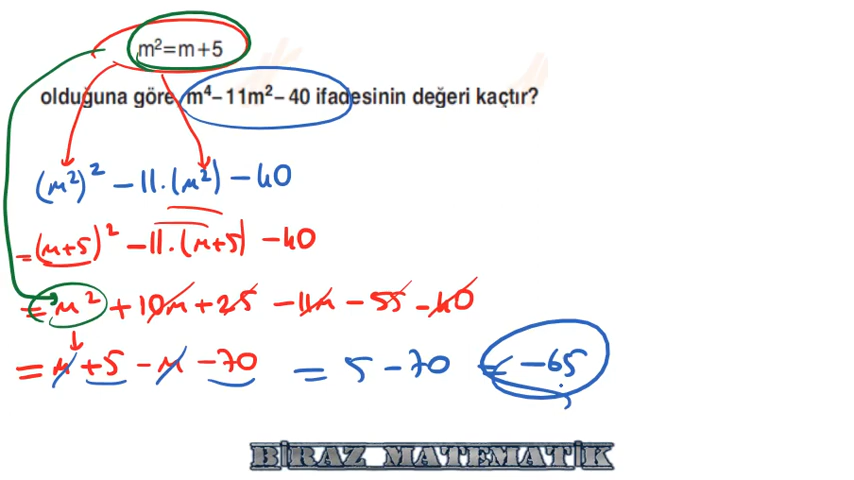 m²=m+5
olduğuna göre, m⁴–11m²–40 ifadesinin değeri kaçtır?
(m²)² – 11.(m²) – 40
= (m+5)² – 11.(m+5) – 40
= m² + 10m + 25 – 11m – 55 – 40
= m + 5 – m – 70 = 5 – 70 = –65
BİRAZ MATEMATİK